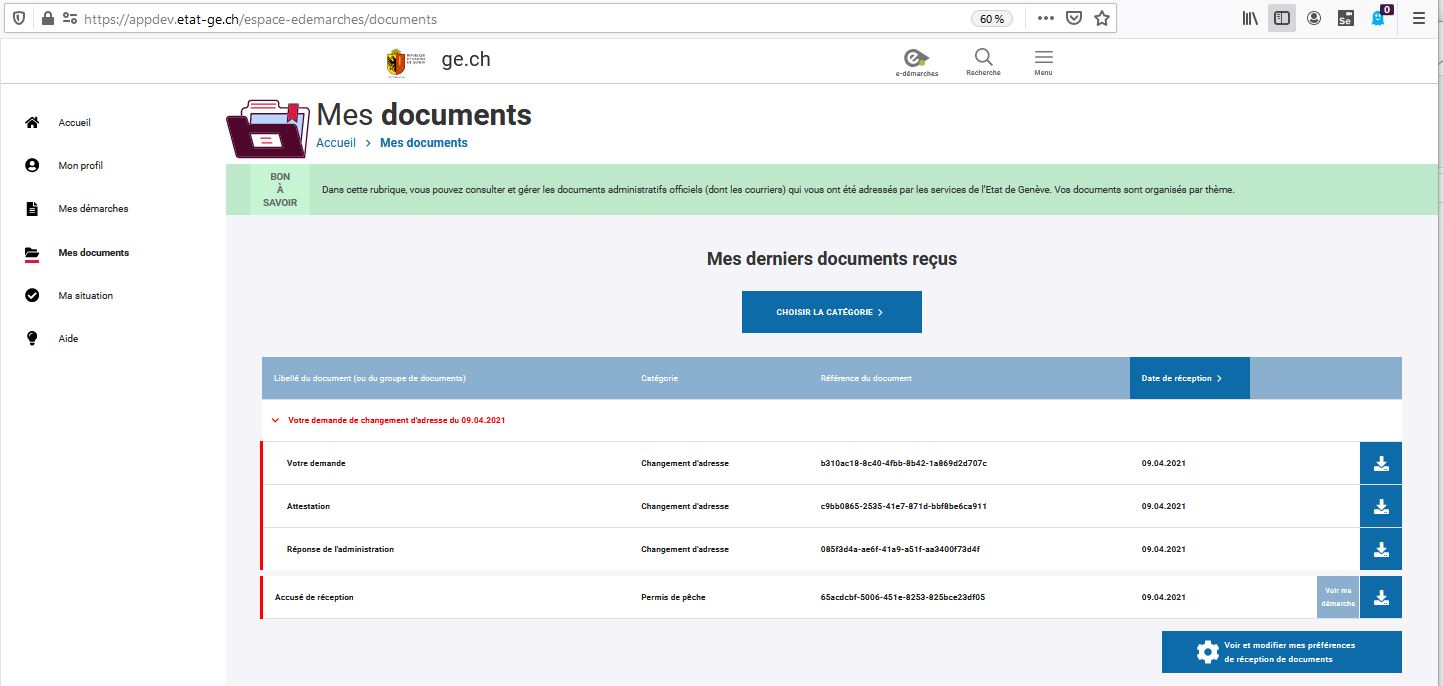 https://appdev.etat-ge.ch/espace-edemarches/documents
60 %
Se
0
REPUBLIQUE
ET CANTON
DE GENEVE
ge.ch
e-démarches
Recherche
Menu
Accueil
Mon profil
Mes démarches
Mes documents
Ma situation
Aide
Mes documents
Accueil > Mes documents
BON
À
SAVOIR
Dans cette rubrique, vous pouvez consulter et gérer les documents administratifs officiels (dont les courriers) qui vous ont été adressés par les services de l'Etat de Genève. Vos documents sont organisés par thème.
Mes derniers documents reçus
CHOISIR LA CATÉGORIE >
Libellé du document (ou du groupe de documents) Catégorie Référence du document Date de réception >
Votre demande de changement d'adresse du 09.04.2021
Votre demande Changement d'adresse b310ac18-8c40-4fbb-8b42-1a869d2d707c 09.04.2021
Attestation Changement d'adresse c9bb0865-2535-41e7-871d-bbf8be6ca911 09.04.2021
Réponse de l'administration Changement d'adresse 085f3d4a-ae6f-41a9-a51f-aa3400f73d4f 09.04.2021
Accusé de réception Permis de pêche 65acdcbf-5006-451e-8253-825bce23df05 09.04.2021
Voir ma
démarche
Voir et modifier mes préférences
de réception de documents